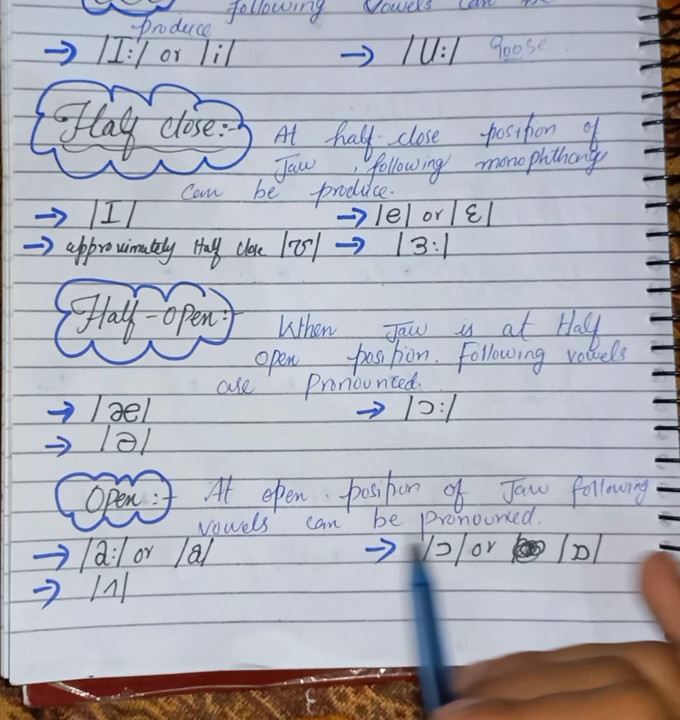 following vowels can be
produce
→ |I:| or |i| → |U:| goose
Half close:- At half-close position of
Jaw, following monophthongs
can be produce.
→ |I| → |e| or |ɛ|
→ approximately Half close |ʊ| → |ɜ:|
Half-open:- When Jaw is at Half
open position. Following vowels
are pronounced.
→ |æ| → |ɔ:|
→ |ə|
Open:- At open position of Jaw following
vowels can be pronounced.
→ |a:| or |a| → |ɔ| or |ɒ|
→ |ʌ|